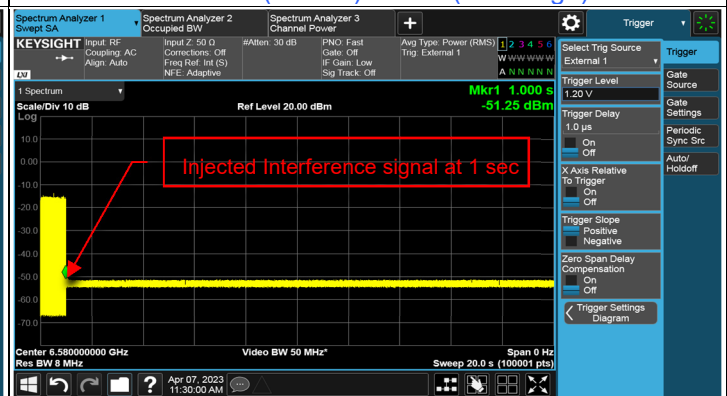 Spectrum Analyzer 1
Swept SA
Spectrum Analyzer 2
Occupied BW
Spectrum Analyzer 3
Channel Power
Trigger
KEYSIGHT
Input: RF
Coupling: AC
Align: Auto
Input Z: 50 Ω
Corrections: Off
Freq Ref: Int (S)
NFE: Adaptive
#Atten: 30 dB
PNO: Fast
Gate: Off
IF Gain: Low
Sig Track: Off
Avg Type: Power (RMS)
Trig: External 1
1 2 3 4 5 6
W W W W W W
A N N N N N
LXI
1 Spectrum
Scale/Div 10 dB
Log
Ref Level 20.00 dBm
Mkr1 1.000 s
-51.25 dBm
10.0
0.00
-10.0
-20.0
-30.0
-40.0
-50.0
-60.0
-70.0
Injected Interference signal at 1 sec
Center 6.580000000 GHz
Res BW 8 MHz
Video BW 50 MHz*
Span 0 Hz
Sweep 20.0 s (100001 pts)
Apr 07, 2023
11:30:00 AM
Select Trig Source
External 1
Trigger Level
1.20 V
Trigger Delay
1.0 µs
On
Off
X Axis Relative
To Trigger
On
Off
Trigger Slope
Positive
Negative
Zero Span Delay
Compensation
On
Off
Trigger Settings
Diagram
Trigger
Gate
Source
Gate
Settings
Periodic
Sync Src
Auto/
Holdoff